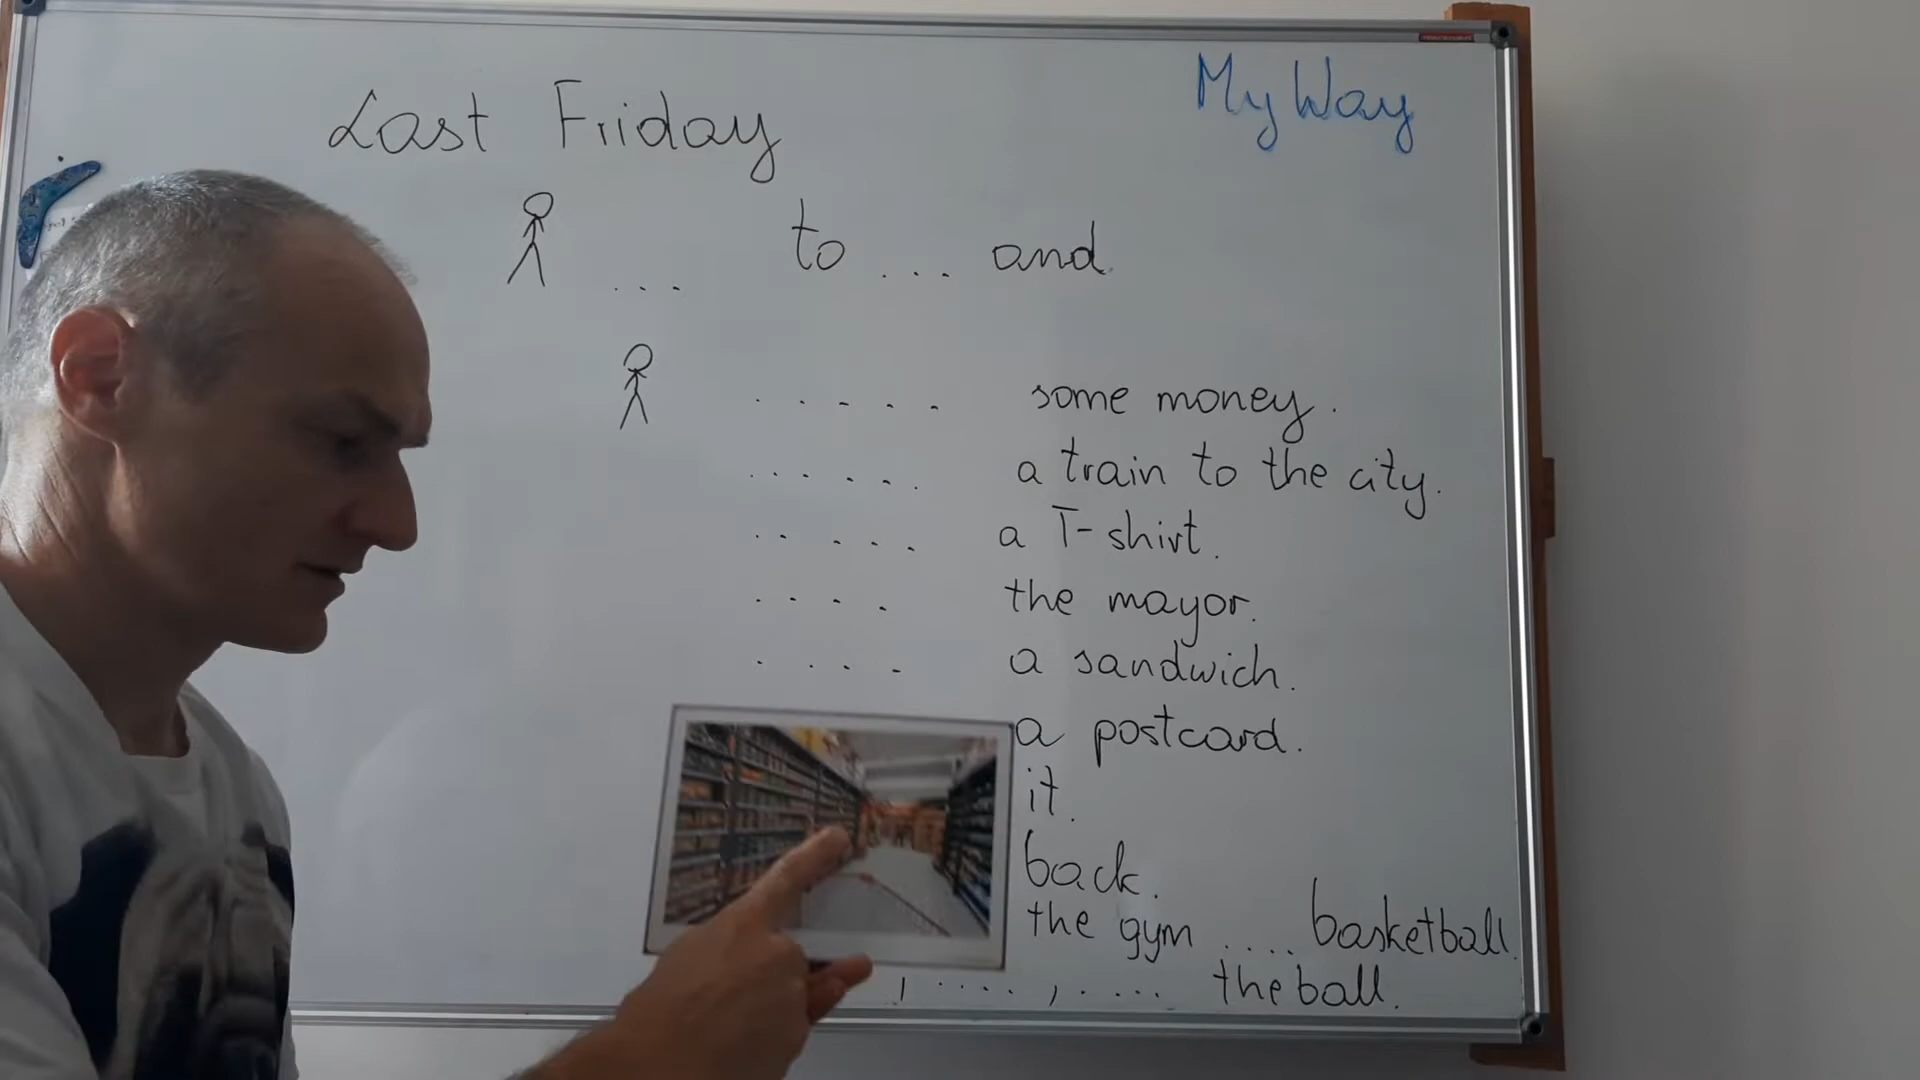 Last Friday
My Way
... to ... and
..... some money.
...... a train to the city.
..... a T-shirt.
.... the mayor.
.... a sandwich.
a postcard.
it.
back.
the gym .... basketball.
, ...., .... the ball.